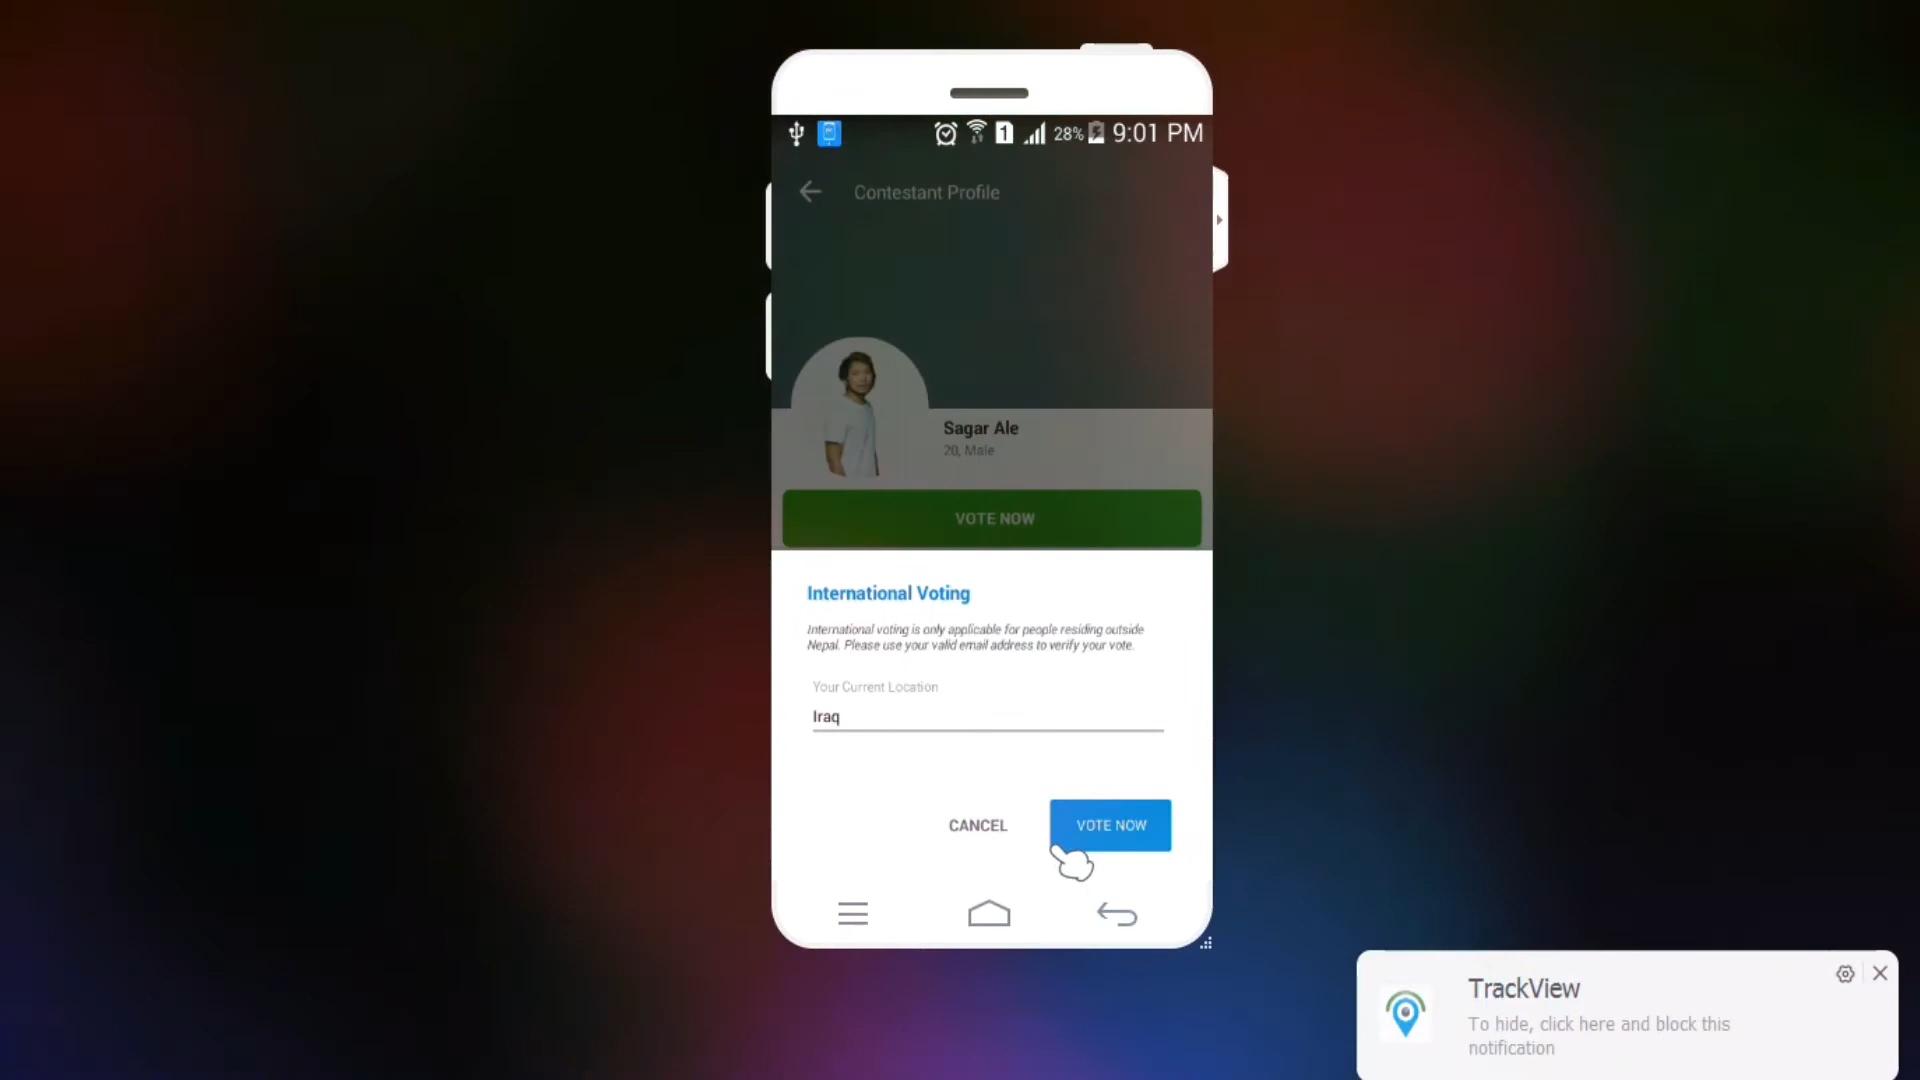 1 28% 9:01 PM
Contestant Profile
Sagar Ale
20, Male
VOTE NOW
International Voting
International voting is only applicable for people residing outside
Nepal. Please use your valid email address to verify your vote.
Your Current Location
Iraq
CANCEL VOTE NOW
TrackView
To hide, click here and block this
notification